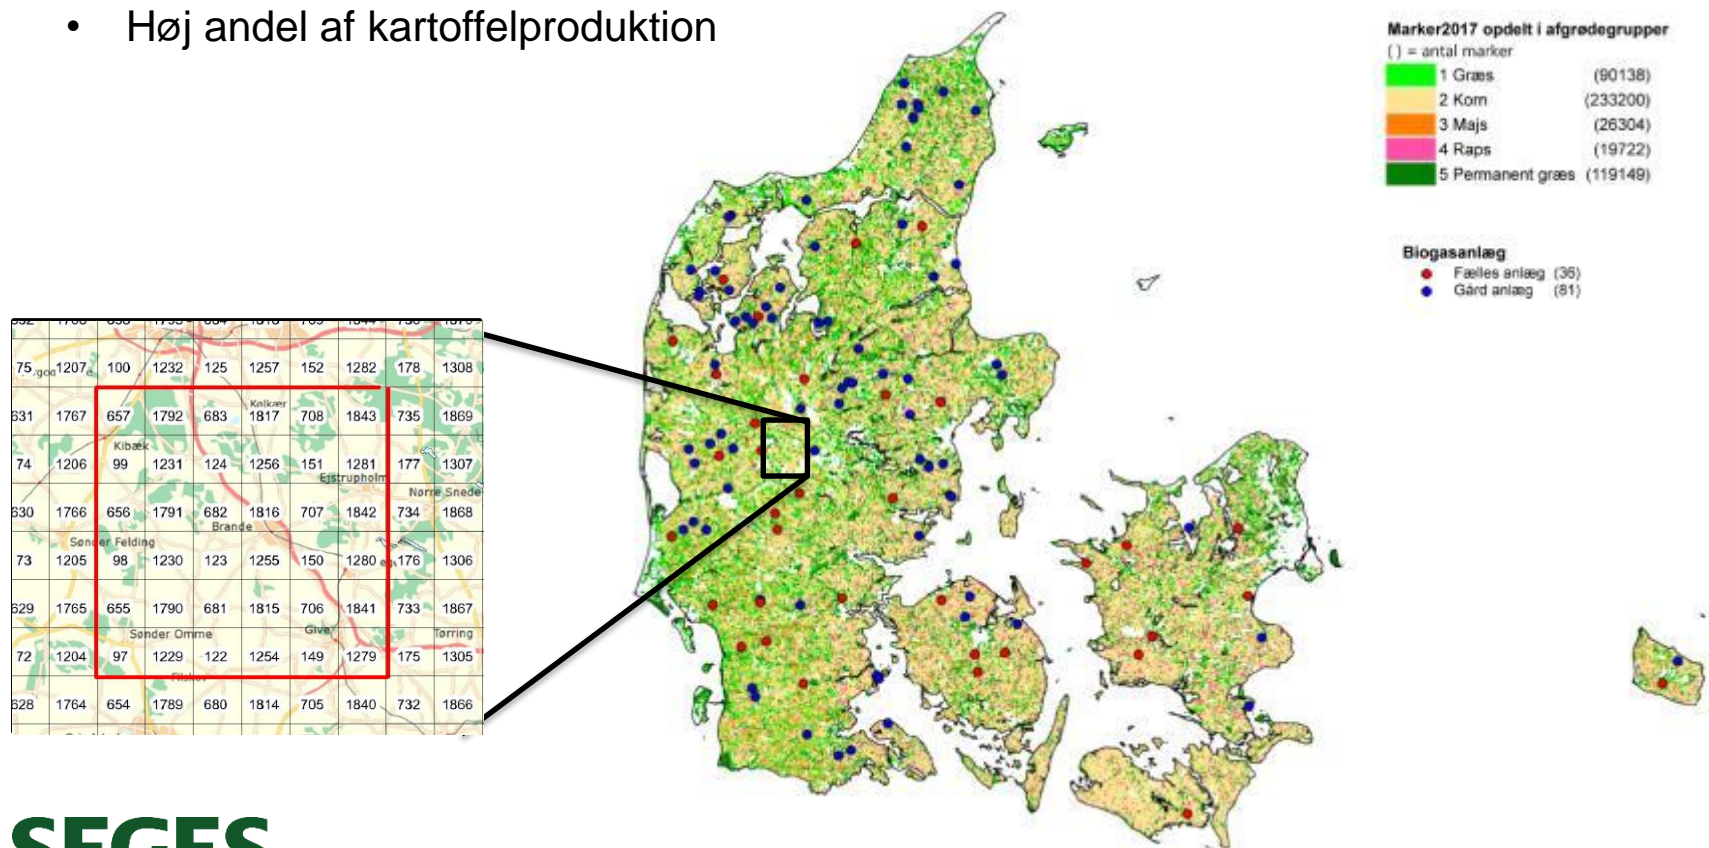 • Høj andel af kartoffelproduktion
Marker2017 opdelt i afgrødegrupper
( ) = antal marker
1 Græs (90138)
2 Korn (233200)
3 Majs (26304)
4 Raps (19722)
5 Permanent græs (119149)
Biogasanlæg
Fælles anlæg (36)
Gård anlæg (81)
75 1207 100 1232 125 1257 152 1282 178 1308
Kølkær
631 1767 657 1792 683 1817 708 1843 735 1869
Kibæk
74 1206 99 1231 124 1256 151 1281 177 1307
Ejstrupholm
Nørre Snede
630 1766 656 1791 682 1816 707 1842 734 1868
Brande
Sønder Felding
73 1205 98 1230 123 1255 150 1280 176 1306
629 1765 655 1790 681 1815 706 1841 733 1867
Sønder Omme Give Tørring
72 1204 97 1229 122 1254 149 1279 175 1305
Filskov
628 1764 654 1789 680 1814 705 1840 732 1866
SEGES